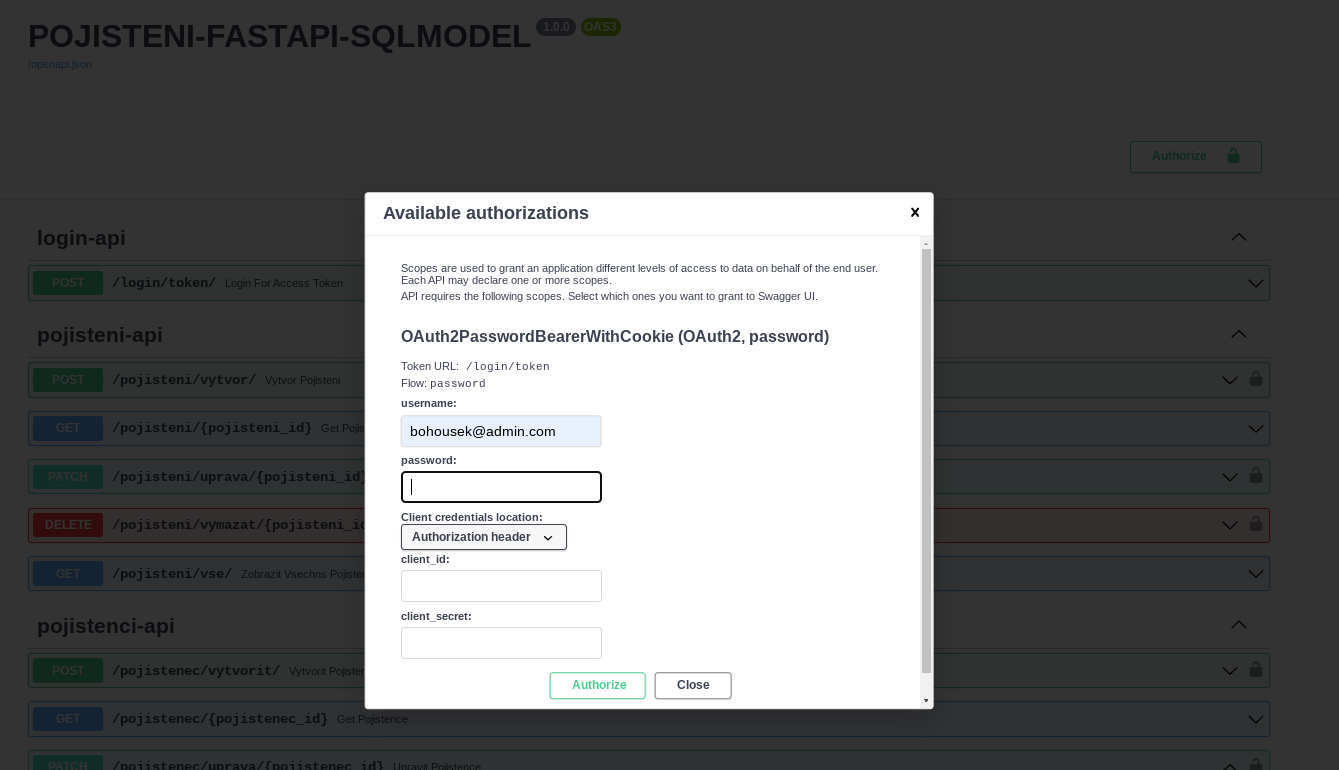 POJISTENI-FASTAPI-SQLMODEL 1.0.0 OAS3
/openapi.json
Authorize
Available authorizations
Scopes are used to grant an application different levels of access to data on behalf of the end user.
Each API may declare one or more scopes.
API requires the following scopes. Select which ones you want to grant to Swagger UI.
OAuth2PasswordBearerWithCookie (OAuth2, password)
Token URL: /login/token
Flow: password
username:
bohousek@admin.com
password:
Client credentials location:
Authorization header
client_id:
client_secret:
Authorize Close
login-api
POST /login/token/ Login For Access Token
pojisteni-api
POST /pojisteni/vytvor/ Vytvor Pojisteni
GET /pojisteni/{pojisteni_id} Get Pojis
PATCH /pojisteni/uprava/{pojisteni_id}
DELETE /pojisteni/vymazat/{pojisteni_id
GET /pojisteni/vse/ Zobrazit Vsechns Pojisten
pojistenci-api
POST /pojistenec/vytvorit/ Vytvorit Pojisten
GET /pojistenec/{pojistenec_id} Get Pojistence
PATCH /pojistenec/uprava/{pojistenec_id} Upravit Pojistence